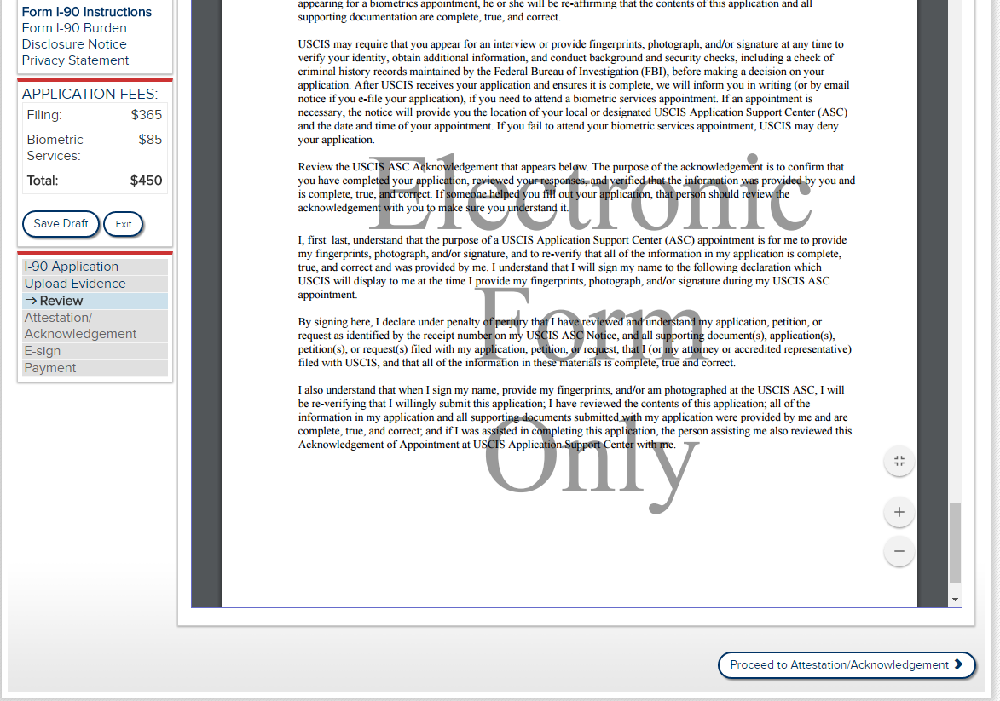 Form I-90 Instructions
Form I-90 Burden
Disclosure Notice
Privacy Statement
APPLICATION FEES:
Filing: $365
Biometric $85
Services:
Total: $450
Save Draft Exit
I-90 Application
Upload Evidence
⇒ Review
Attestation/
Acknowledgement
E-sign
Payment
appearing for a biometrics appointment, he or she will be re-affirming that the contents of this application and all
supporting documentation are complete, true, and correct.
USCIS may require that you appear for an interview or provide fingerprints, photograph, and/or signature at any time to
verify your identity, obtain additional information, and conduct background and security checks, including a check of
criminal history records maintained by the Federal Bureau of Investigation (FBI), before making a decision on your
application. After USCIS receives your application and ensures it is complete, we will inform you in writing (or by email
notice if you e-file your application), if you need to attend a biometric services appointment. If an appointment is
necessary, the notice will provide you the location of your local or designated USCIS Application Support Center (ASC)
and the date and time of your appointment. If you fail to attend your biometric services appointment, USCIS may deny
your application.
Review the USCIS ASC Acknowledgement that appears below. The purpose of the acknowledgement is to confirm that
you have completed your application, reviewed your responses, and verified that the information was provided by you and
is complete, true, and correct. If someone helped you fill out your application, that person should review the
acknowledgement with you to make sure you understand it.
I, first last, understand that the purpose of a USCIS Application Support Center (ASC) appointment is for me to provide
my fingerprints, photograph, and/or signature, and to re-verify that all of the information in my application is complete,
true, and correct and was provided by me. I understand that I will sign my name to the following declaration which
USCIS will display to me at the time I provide my fingerprints, photograph, and/or signature during my USCIS ASC
appointment.
By signing here, I declare under penalty of perjury that I have reviewed and understand my application, petition, or
request as identified by the receipt number on my USCIS ASC Notice, and all supporting document(s), application(s),
petition(s), or request(s) filed with my application, petition, or request, that I (or my attorney or accredited representative)
filed with USCIS, and that all of the information in these materials is complete, true and correct.
I also understand that when I sign my name, provide my fingerprints, and/or am photographed at the USCIS ASC, I will
be re-verifying that I willingly submit this application; I have reviewed the contents of this application; all of the
information in my application and all supporting documents submitted with my application were provided by me and are
complete, true, and correct; and if I was assisted in completing this application, the person assisting me also reviewed this
Acknowledgement of Appointment at USCIS Application Support Center with me.
Electronic
Form
Only
Proceed to Attestation/Acknowledgement